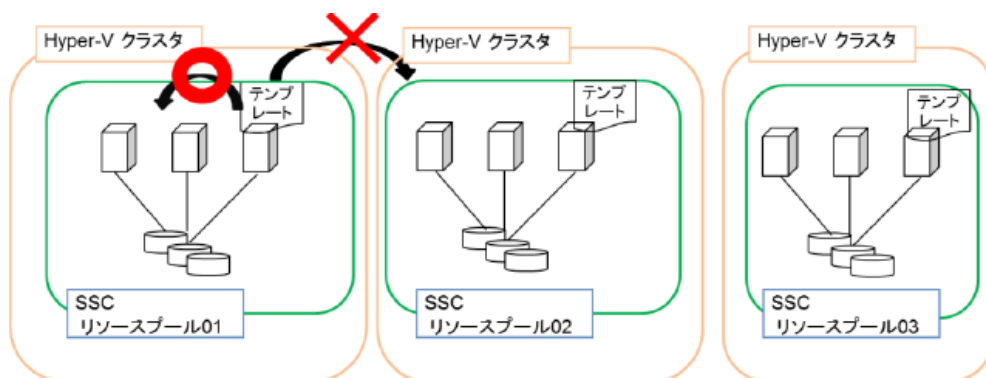 Hyper-V クラスタ
Hyper-V クラスタ
Hyper-V クラスタ
テンプ
レート
テンプ
レート
テンプ
レート
SSC
リソースプール01
SSC
リソースプール02
SSC
リソースプール03